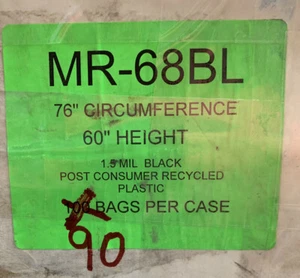 MR-68BL
76" CIRCUMFERENCE
60" HEIGHT
1.5 MIL BLACK
POST CONSUMER RECYCLED
PLASTIC
100 BAGS PER CASE
90